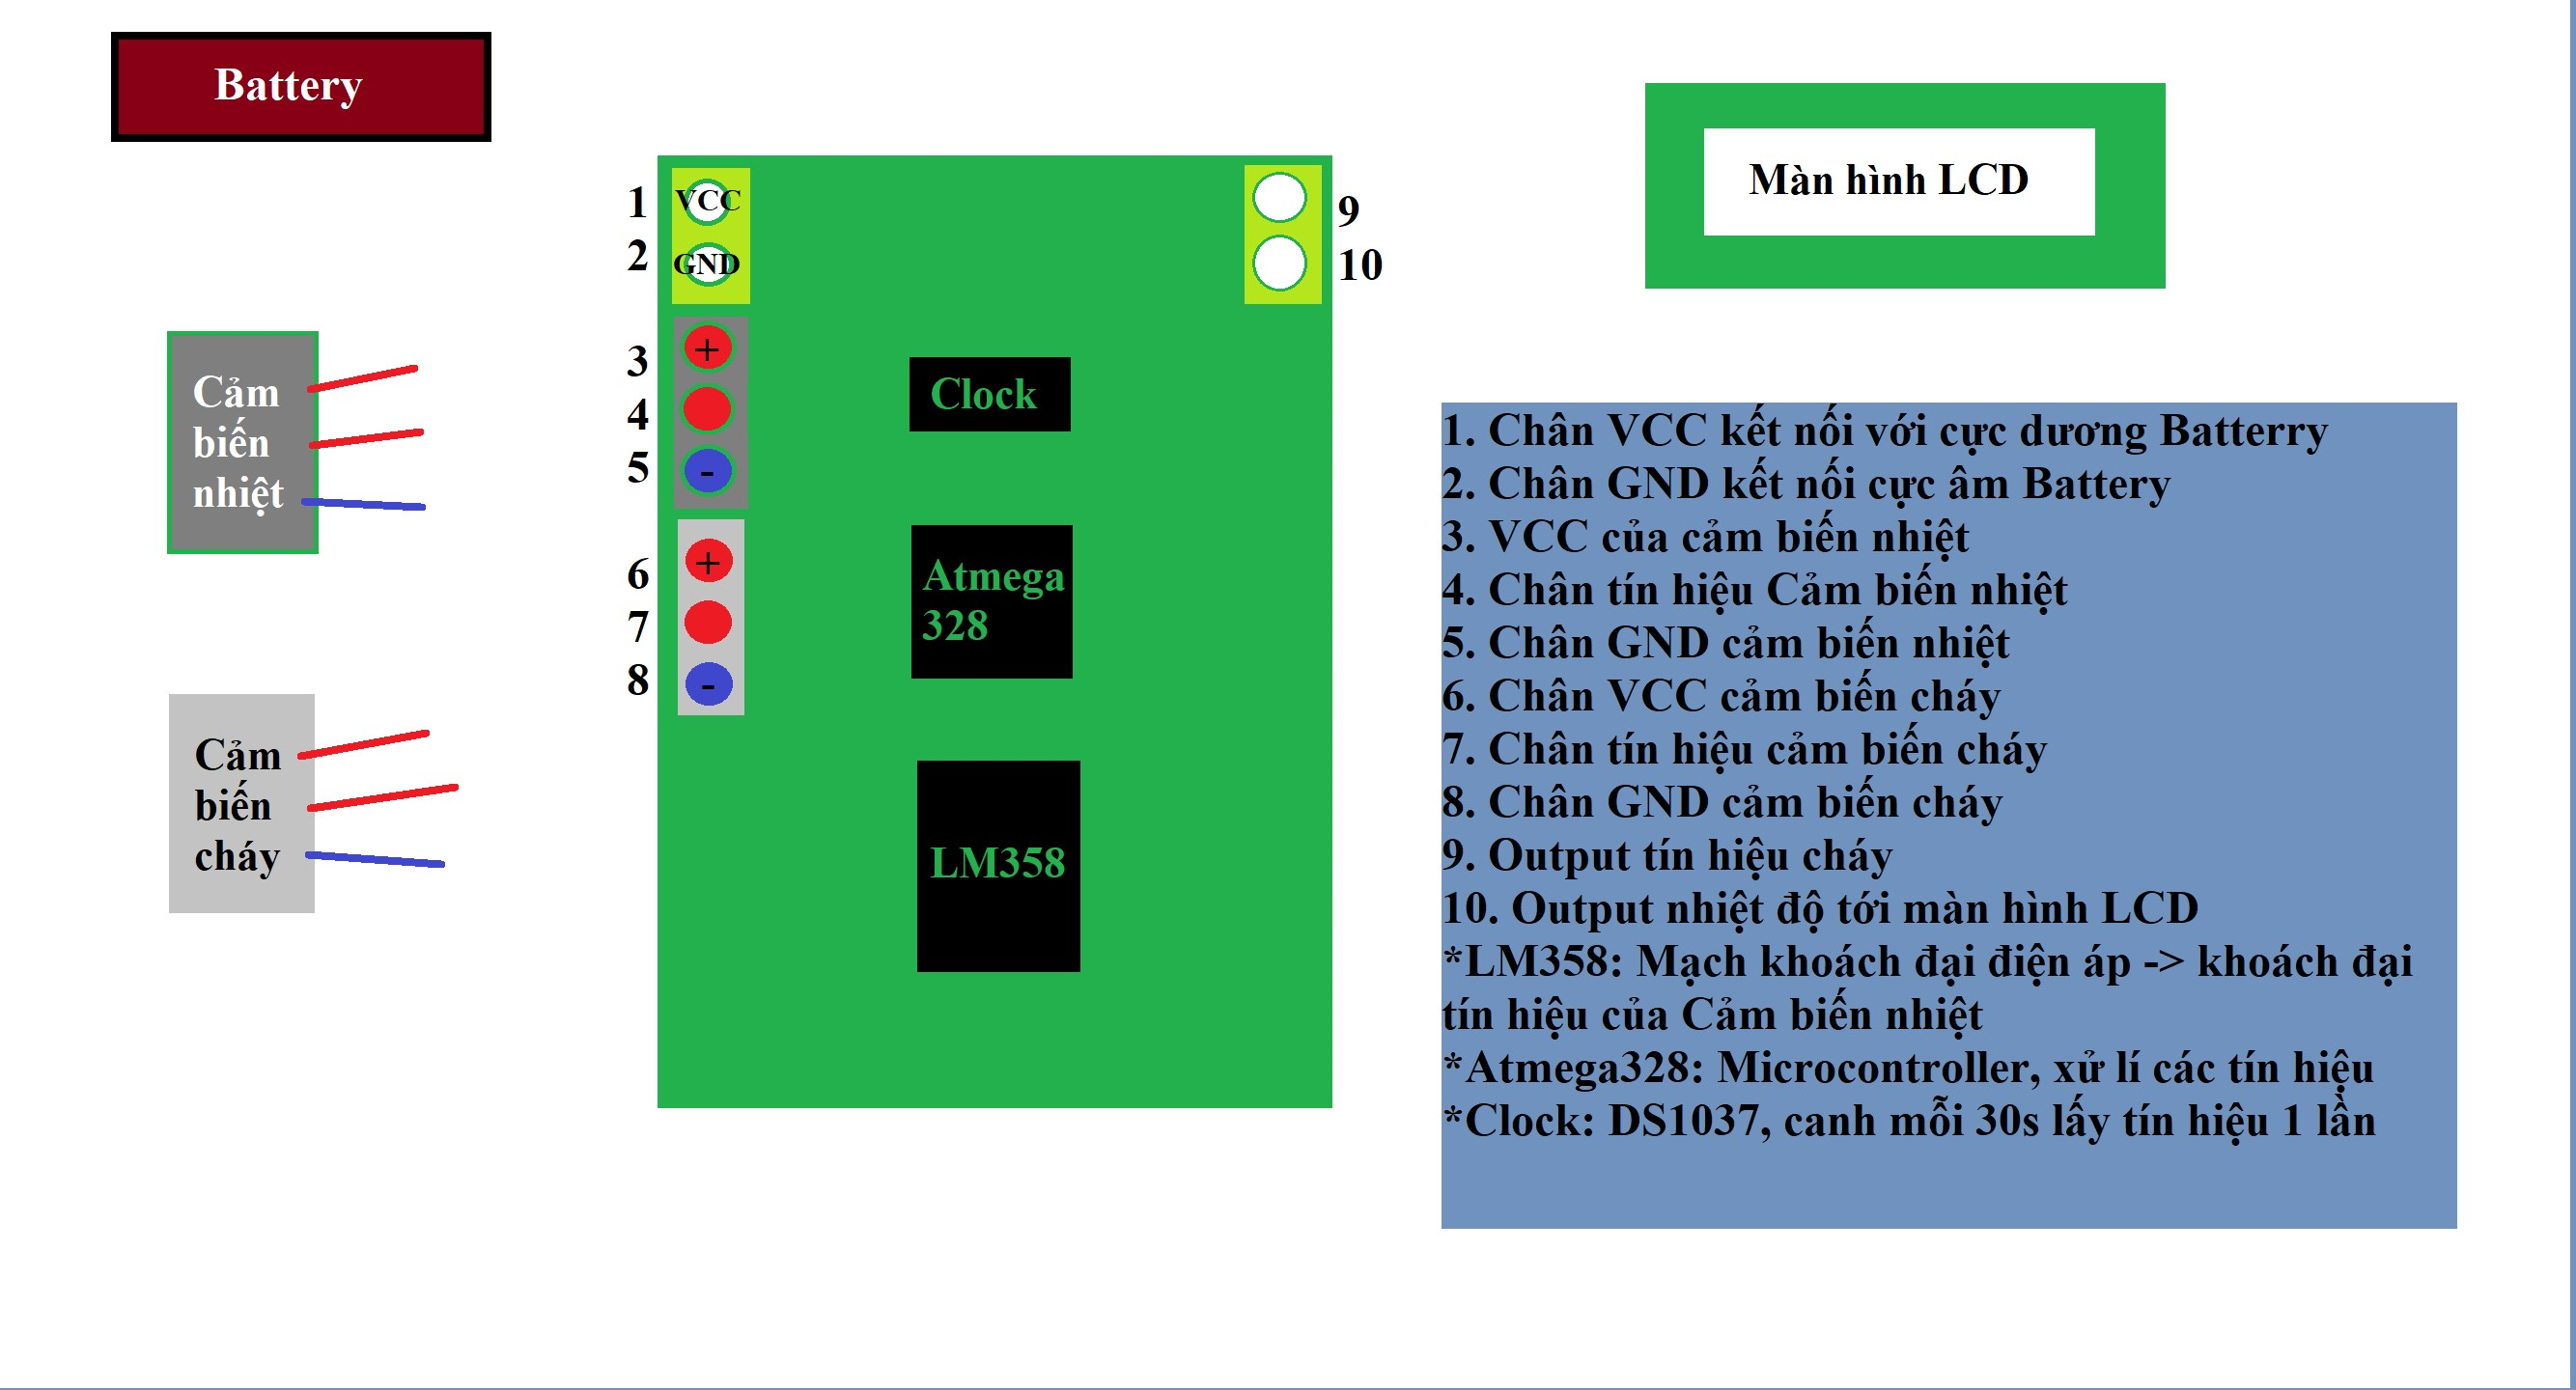 Battery
Màn hình LCD
1
VCC
2
GND
9
10
3
+
4
5
-
Cảm
biến
nhiệt
Clock
6
+
7
8
-
Atmega
328
Cảm
biến
cháy
LM358
1. Chân VCC kết nối với cực dương Batterry
2. Chân GND kết nối cực âm Battery
3. VCC của cảm biến nhiệt
4. Chân tín hiệu Cảm biến nhiệt
5. Chân GND cảm biến nhiệt
6. Chân VCC cảm biến cháy
7. Chân tín hiệu cảm biến cháy
8. Chân GND cảm biến cháy
9. Output tín hiệu cháy
10. Output nhiệt độ tới màn hình LCD
*LM358: Mạch khoách đại điện áp -> khoách đại
tín hiệu của Cảm biến nhiệt
*Atmega328: Microcontroller, xử lí các tín hiệu
*Clock: DS1037, canh mỗi 30s lấy tín hiệu 1 lần